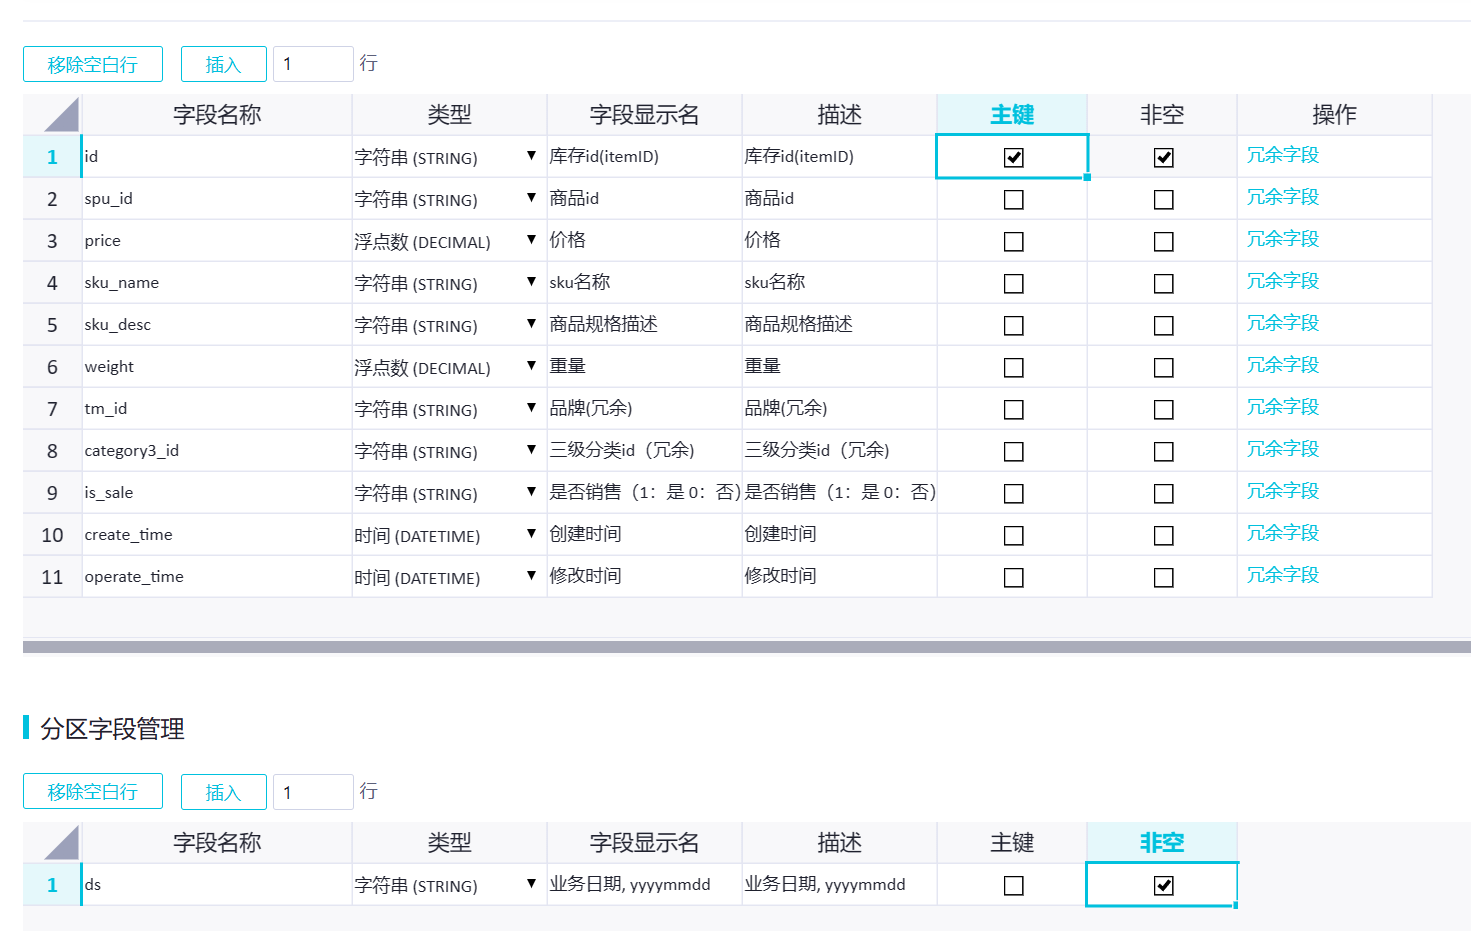 移除空白行 插入 1 行
字段名称 类型 字段显示名 描述 主键 非空 操作
1 id 字符串 (STRING) 库存id(itemID) 库存id(itemID) 冗余字段
2 spu_id 字符串 (STRING) 商品id 商品id 冗余字段
3 price 浮点数 (DECIMAL) 价格 价格 冗余字段
4 sku_name 字符串 (STRING) sku名称 sku名称 冗余字段
5 sku_desc 字符串 (STRING) 商品规格描述 商品规格描述 冗余字段
6 weight 浮点数 (DECIMAL) 重量 重量 冗余字段
7 tm_id 字符串 (STRING) 品牌(冗余) 品牌(冗余) 冗余字段
8 category3_id 字符串 (STRING) 三级分类id（冗余) 三级分类id（冗余) 冗余字段
9 is_sale 字符串 (STRING) 是否销售（1：是 0：否） 是否销售（1：是 0：否） 冗余字段
10 create_time 时间 (DATETIME) 创建时间 创建时间 冗余字段
11 operate_time 时间 (DATETIME) 修改时间 修改时间 冗余字段
分区字段管理
移除空白行 插入 1 行
字段名称 类型 字段显示名 描述 主键 非空
1 ds 字符串 (STRING) 业务日期, yyyymmdd 业务日期, yyyymmdd